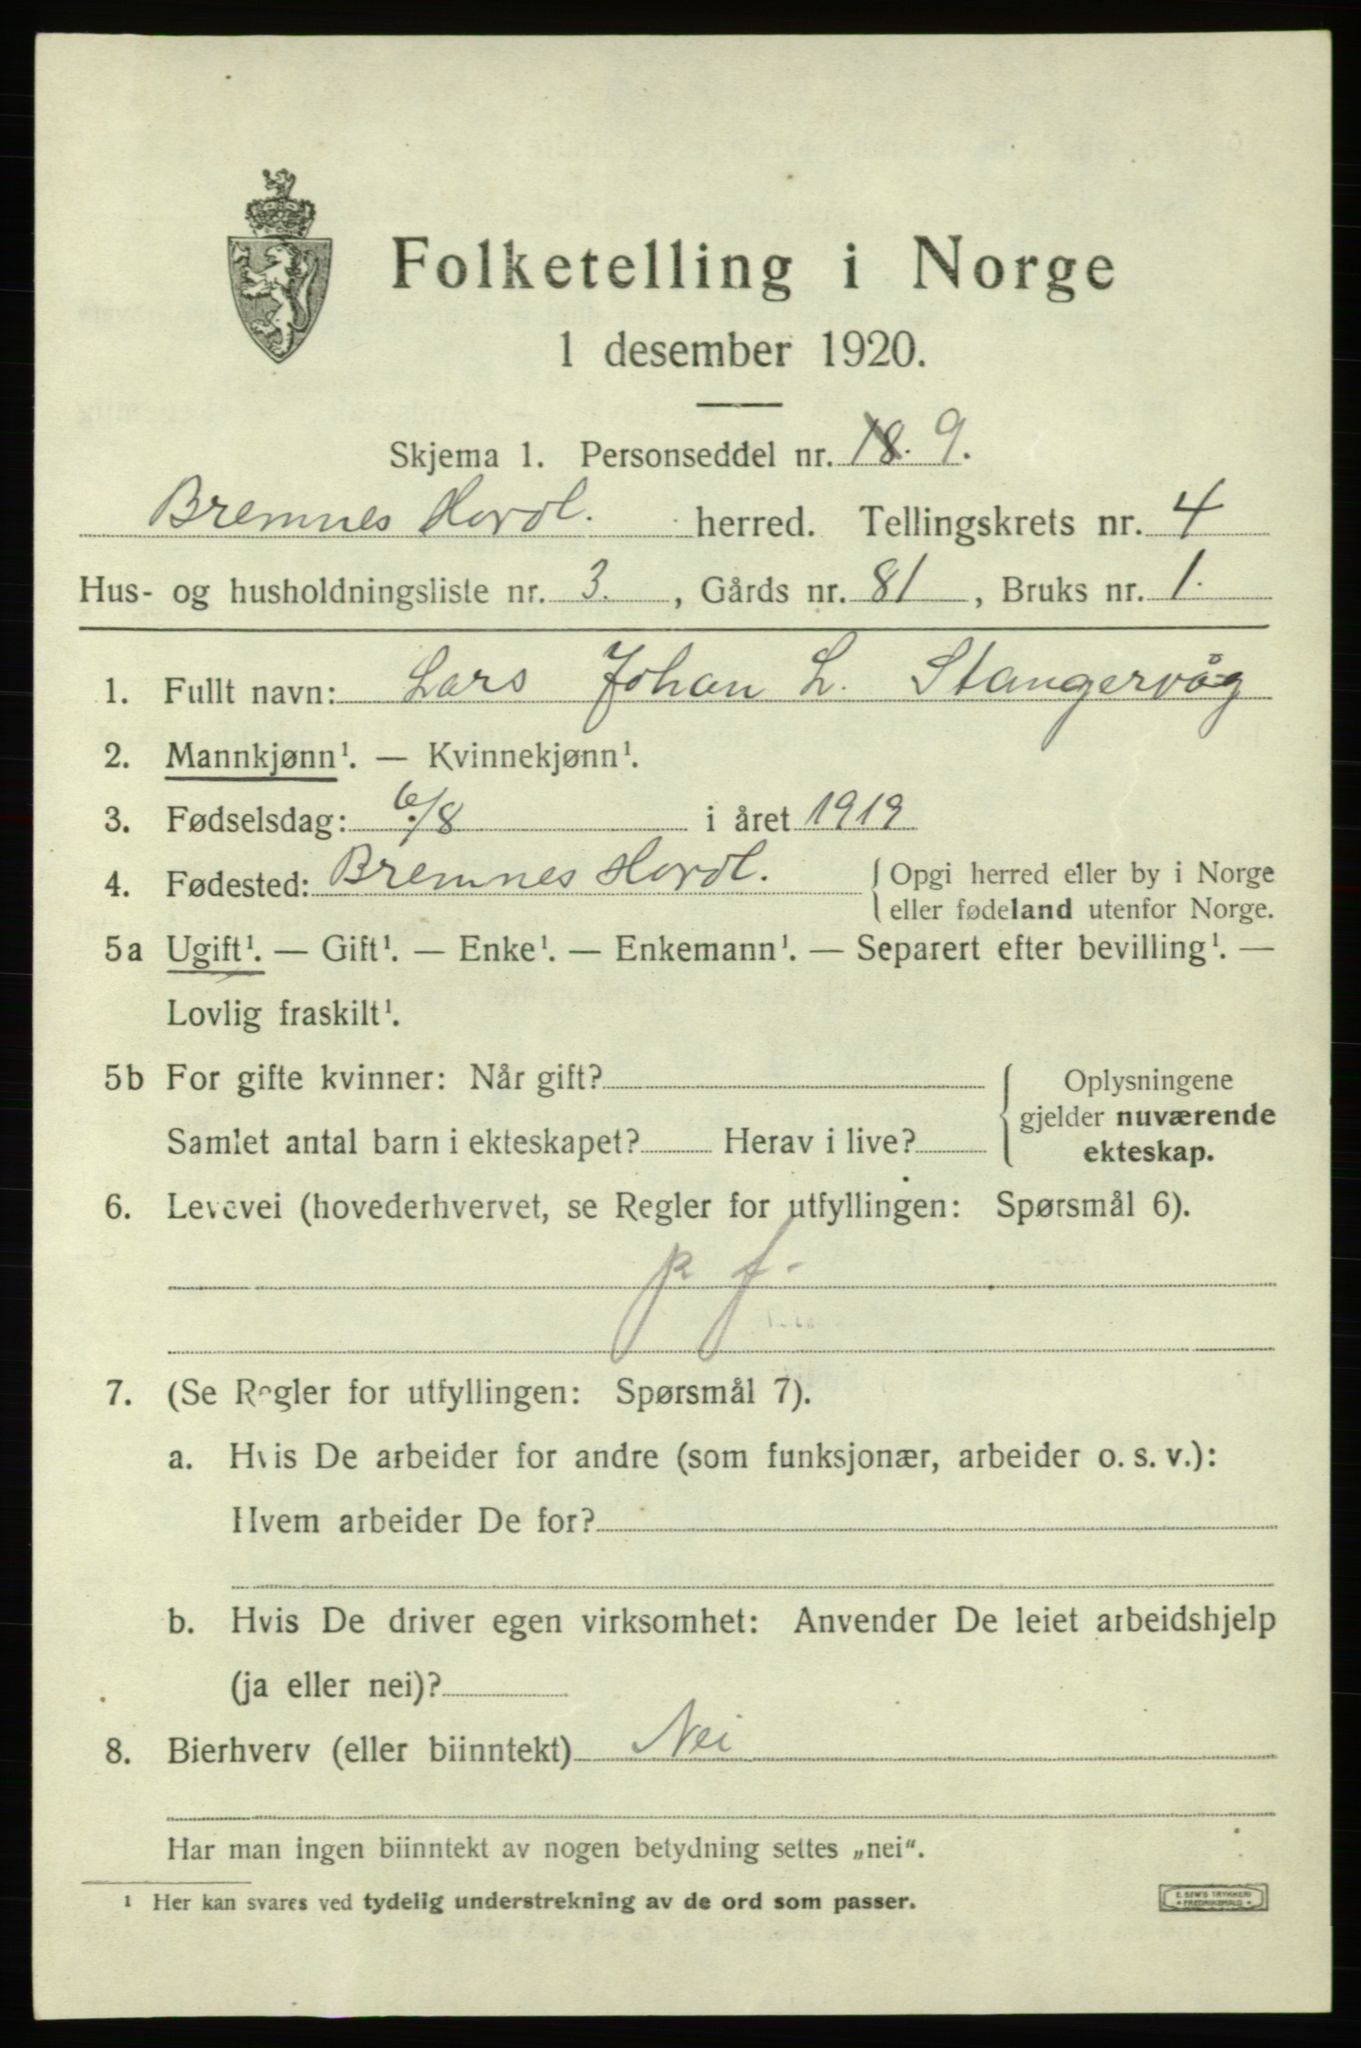 Folketelling i Norge
1 desember 1920.
Skjema 1. Personseddel nr. 18. 9.
Bremnes Hordl. herred. Tellingskrets nr. 4
Hus- og husholdningsliste nr. 3. , Gårds nr. 81 , Bruks nr. 1.
1. Fullt navn: Lars Johan L. Stangervåg
2. Mannkjønn¹. — Kvinnekjønn¹.
3. Fødselsdag: 6/8 i året 1919
4. Fødested: Bremnes Hordl. { Opgi herred eller by i Norge
eller fødeland utenfor Norge.
5a Ugift¹. — Gift¹. — Enke¹. — Enkemann¹. — Separert efter bevilling¹. —
Lovlig fraskilt¹.
5b For gifte kvinner: Når gift?
Samlet antal barn i ekteskapet? Herav i live?
{ Oplysningene
gjelder nuværende
ekteskap.
6. Levevei (hovederhvervet, se Regler for utfyllingen: Spørsmål 6).
p f -
7. (Se Regler for utfyllingen: Spørsmål 7).
a. Hvis De arbeider for andre (som funksjonær, arbeider o. s. v.):
Hvem arbeider De for?
b. Hvis De driver egen virksomhet: Anvender De leiet arbeidshjelp
(ja eller nei)?
8. Bierhverv (eller biinntekt) Nei
Har man ingen biinntekt av nogen betydning settes „nei“.
¹ Her kan svares ved tydelig understrekning av de ord som passer.